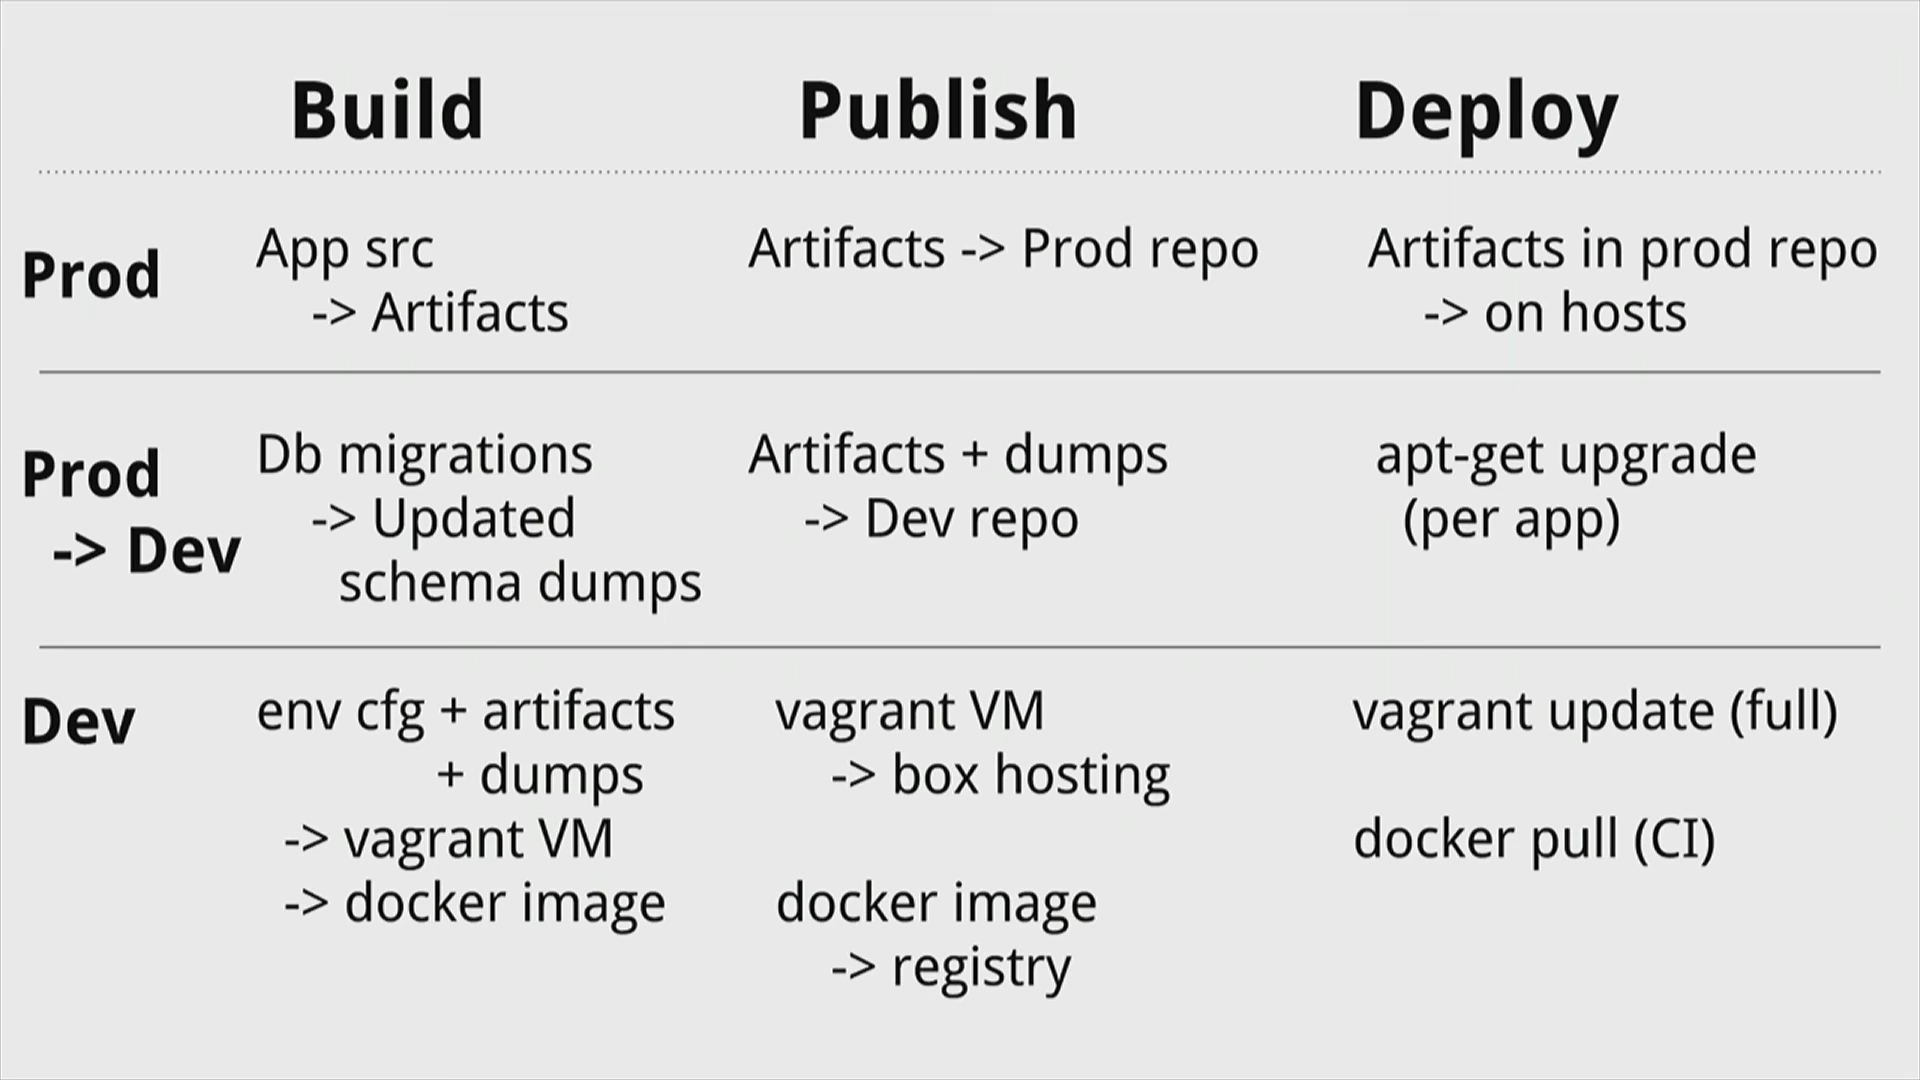 Build Publish Deploy
Prod
App src
-> Artifacts
Artifacts -> Prod repo
Artifacts in prod repo
-> on hosts
Prod
-> Dev
Db migrations
-> Updated
schema dumps
Artifacts + dumps
-> Dev repo
apt-get upgrade
(per app)
Dev
env cfg + artifacts
+ dumps
-> vagrant VM
-> docker image
vagrant VM
-> box hosting
docker image
-> registry
vagrant update (full)
docker pull (CI)